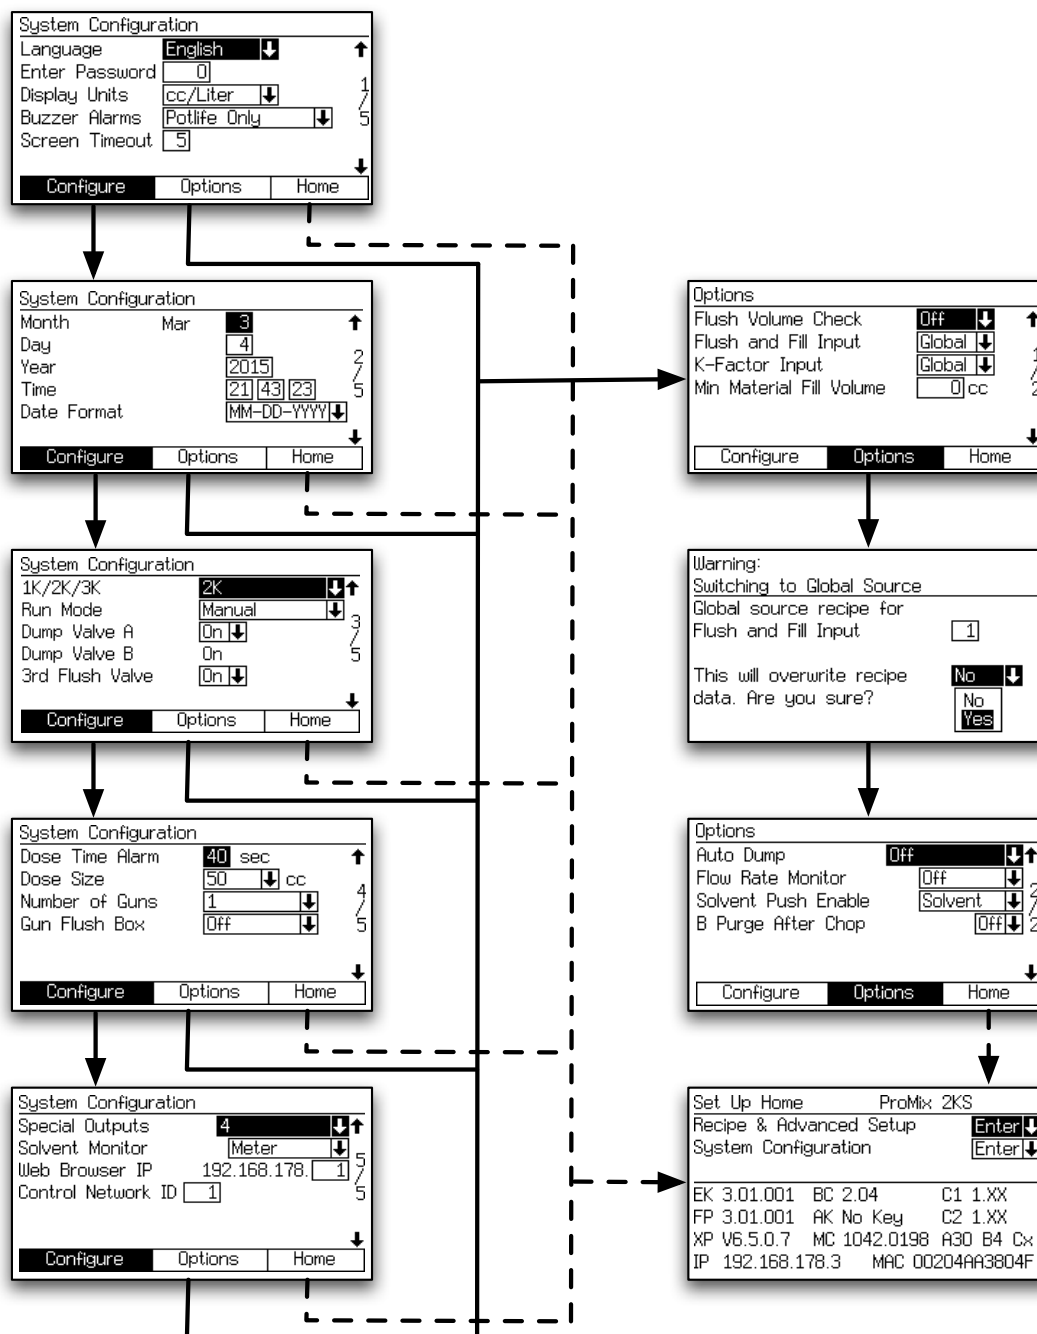 System Configuration
Language English
Enter Password 0
Display Units cc/Liter
Buzzer Alarms Potlife Only
Screen Timeout 5
1/5
Configure Options Home
System Configuration
Month Mar 3
Day 4
Year 2015
Time 21 43 23
Date Format MM-DD-YYYY
2/5
Configure Options Home
System Configuration
1K/2K/3K 2K
Run Mode Manual
Dump Valve A On
Dump Valve B On
3rd Flush Valve On
3/5
Configure Options Home
System Configuration
Dose Time Alarm 40 sec
Dose Size 50 cc
Number of Guns 1
Gun Flush Box Off
4/5
Configure Options Home
System Configuration
Special Outputs 4
Solvent Monitor Meter
Web Browser IP 192.168.178. 1
Control Network ID 1
5/5
Configure Options Home
Options
Flush Volume Check Off
Flush and Fill Input Global
K-Factor Input Global
Min Material Fill Volume 0 cc
1/2
Configure Options Home
Warning:
Switching to Global Source
Global source recipe for
Flush and Fill Input 1
This will overwrite recipe No
data. Are you sure? No
Yes
Options
Auto Dump Off
Flow Rate Monitor Off
Solvent Push Enable Solvent
B Purge After Chop Off
2/2
Configure Options Home
Set Up Home ProMix 2KS
Recipe & Advanced Setup Enter
System Configuration Enter
EK 3.01.001 BC 2.04 C1 1.XX
FP 3.01.001 AK No Key C2 1.XX
XP V6.5.0.7 MC 1042.0198 A30 B4 Cx
IP 192.168.178.3 MAC 00204AA3804F